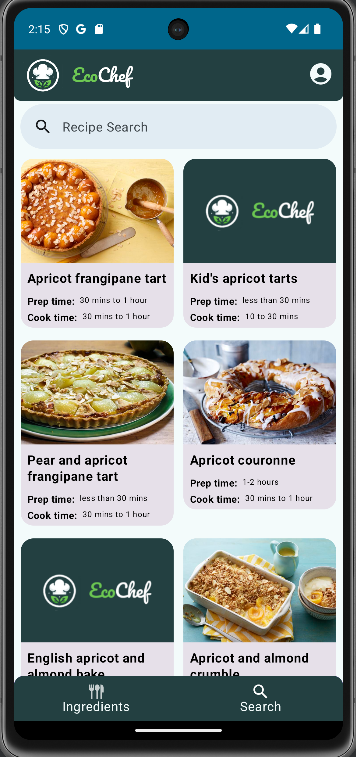 2:15
EcoChef
Recipe Search
Apricot frangipane tart
Prep time: 30 mins to 1 hour
Cook time: 30 mins to 1 hour
EcoChef
Kid's apricot tarts
Prep time: less than 30 mins
Cook time: 10 to 30 mins
Pear and apricot
frangipane tart
Prep time: less than 30 mins
Cook time: 30 mins to 1 hour
Apricot couronne
Prep time: 1-2 hours
Cook time: 30 mins to 1 hour
EcoChef
English apricot and
almond bake
Apricot and almond
crumble
Ingredients
Search